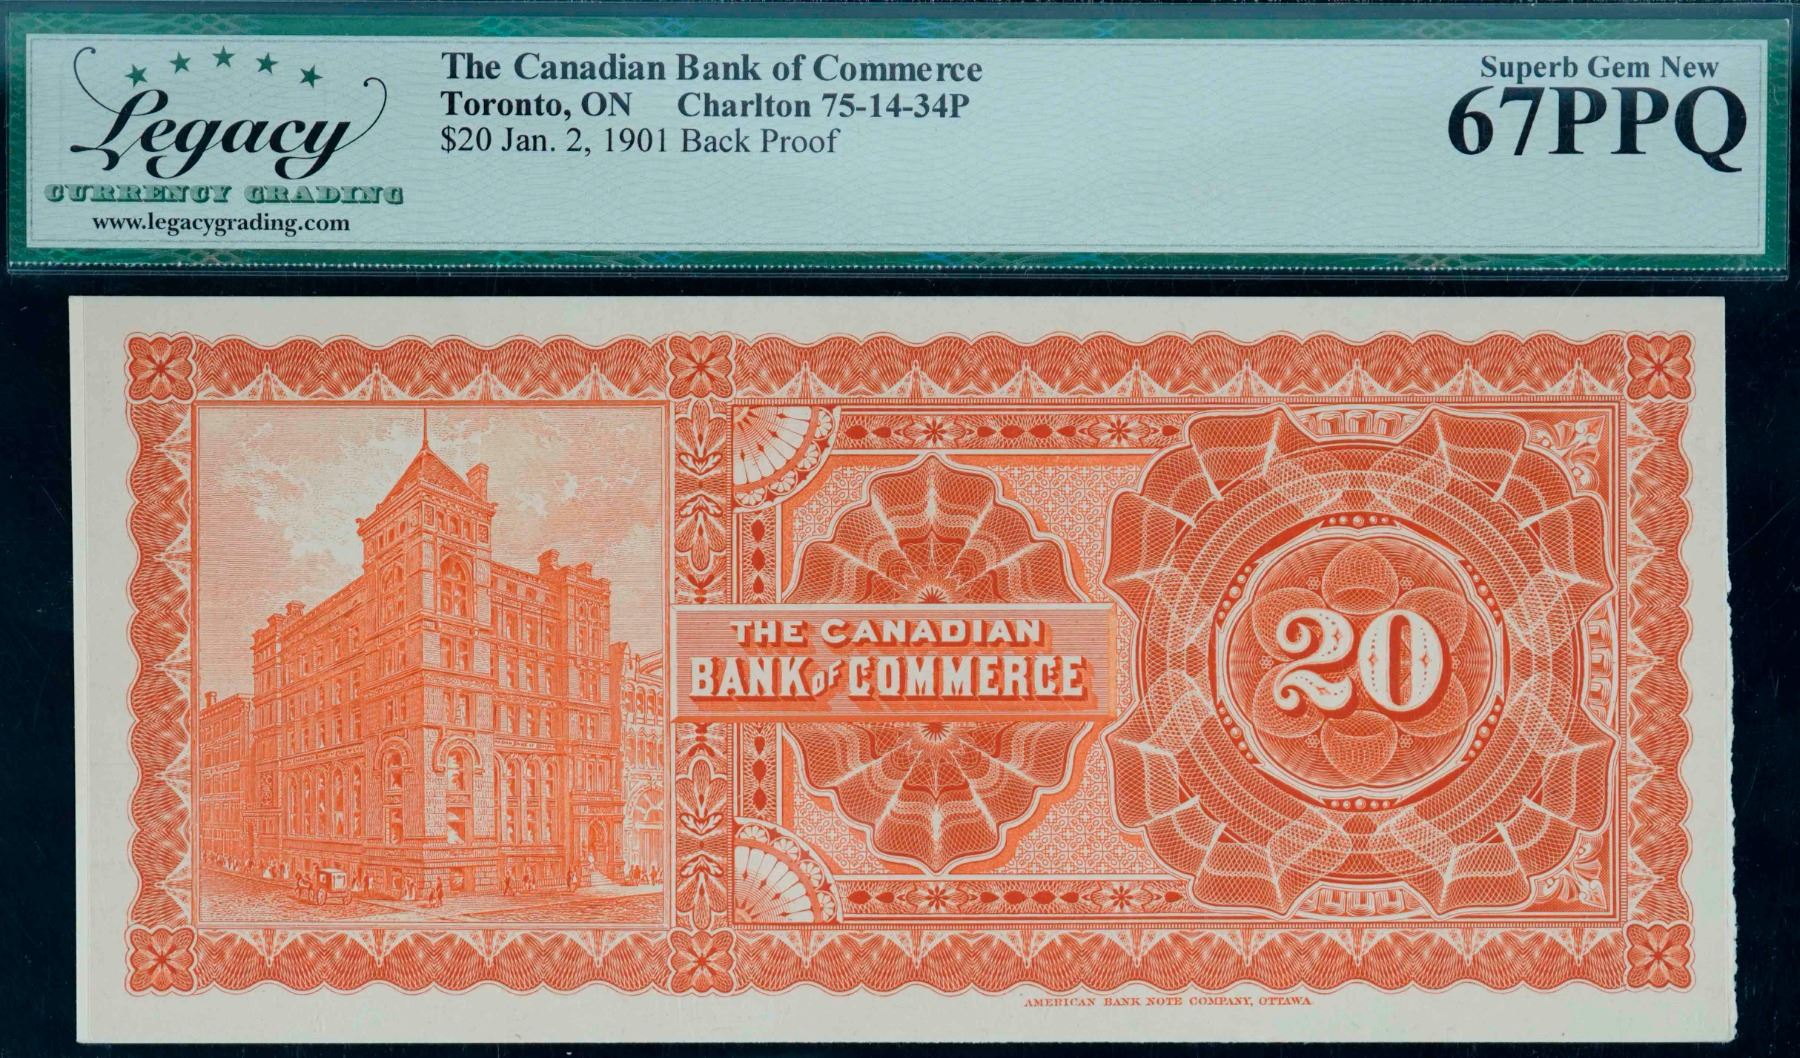 Legacy
CURRENCY GRADING
www.legacygrading.com
The Canadian Bank of Commerce
Toronto, ON Charlton 75-14-34P
$20 Jan. 2, 1901 Back Proof
Superb Gem New
67PPQ
THE CANADIAN
BANK OF COMMERCE
20
AMERICAN BANK NOTE COMPANY, OTTAWA.